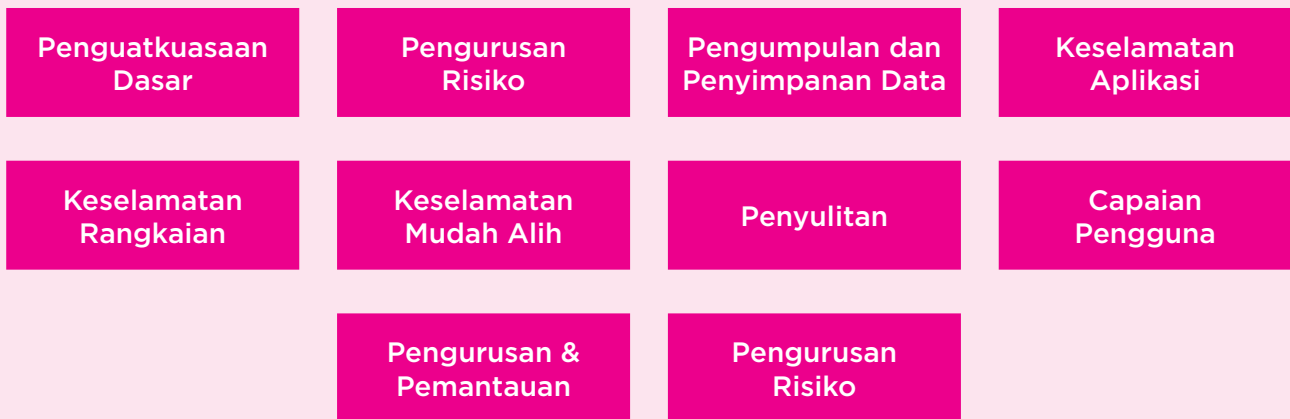 Penguatkuasaan
Dasar
Pengurusan
Risiko
Pengumpulan dan
Penyimpanan Data
Keselamatan
Aplikasi
Keselamatan
Rangkaian
Keselamatan
Mudah Alih
Penyulitan
Capaian
Pengguna
Pengurusan &
Pemantauan
Pengurusan
Risiko